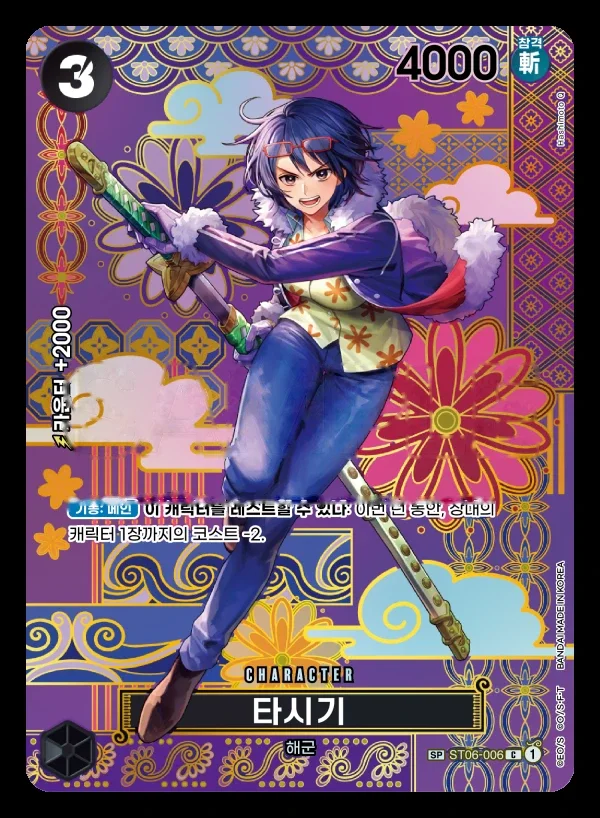 3
4000
참격
斬
Hashimoto Q
카운터 +2000
기동: 메인 이 캐릭터를 레스트할 수 있다: 이번 턴 동안, 상대의
캐릭터 1장까지의 코스트 -2.
CHARACTER
타시기
해군
SP ST06-006 C 1
©EO/S ©O/S·F·T BANDAI MADE IN KOREA